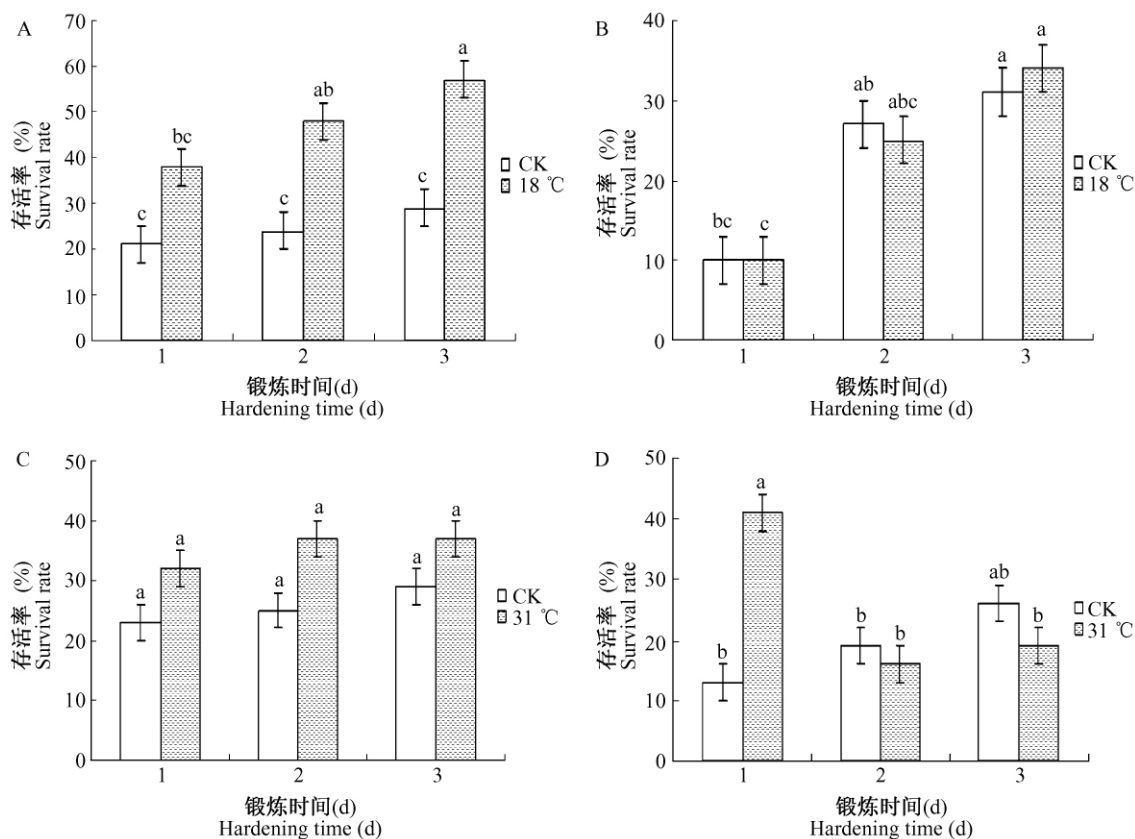 A
70
60
50
40
30
20
10
0
存活率 (%)
Survival rate
c
bc
c
ab
c
a
CK
18 ℃
1
2
3
锻炼时间(d)
Hardening time (d)
B
40
30
20
10
0
存活率 (%)
Survival rate
bc
c
ab
abc
a
a
CK
18 ℃
1
2
3
锻炼时间(d)
Hardening time (d)
C
50
40
30
20
10
0
存活率 (%)
Survival rate
a
a
a
a
a
a
CK
31 ℃
1
2
3
锻炼时间(d)
Hardening time (d)
D
50
40
30
20
10
0
存活率 (%)
Survival rate
b
a
b
b
ab
b
CK
31 ℃
1
2
3
锻炼时间(d)
Hardening time (d)